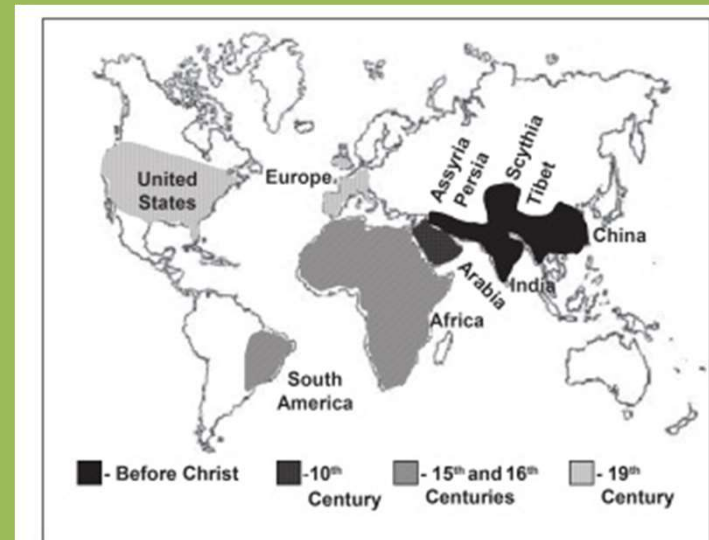 United
States
Europe
Assyria
Persia
Scythia
Tibet
China
India
Arabia
Africa
South
America
- Before Christ
-10th
Century
- 15th and 16th
Centuries
- 19th
Century